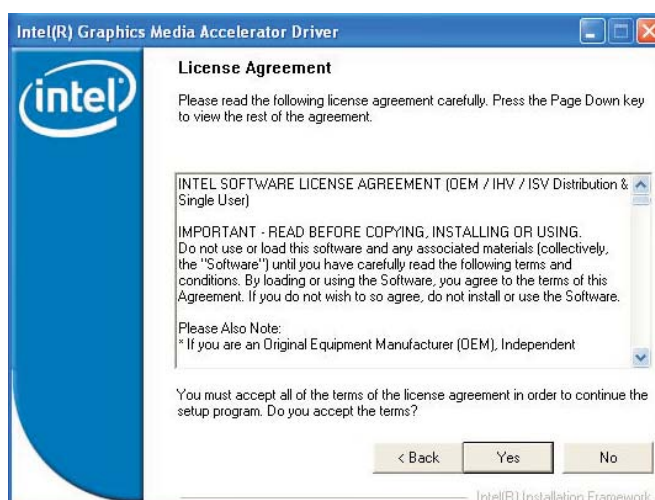 Intel(R) Graphics Media Accelerator Driver
intel
License Agreement
Please read the following license agreement carefully. Press the Page Down key
to view the rest of the agreement.
INTEL SOFTWARE LICENSE AGREEMENT (OEM / IHV / ISV Distribution &
Single User)
IMPORTANT - READ BEFORE COPYING, INSTALLING OR USING.
Do not use or load this software and any associated materials (collectively,
the "Software") until you have carefully read the following terms and
conditions. By loading or using the Software, you agree to the terms of this
Agreement. If you do not wish to so agree, do not install or use the Software.
Please Also Note:
* If you are an Original Equipment Manufacturer (OEM), Independent
You must accept all of the terms of the license agreement in order to continue the
setup program. Do you accept the terms?
< Back
Yes
No
Intel(R) Installation Framework